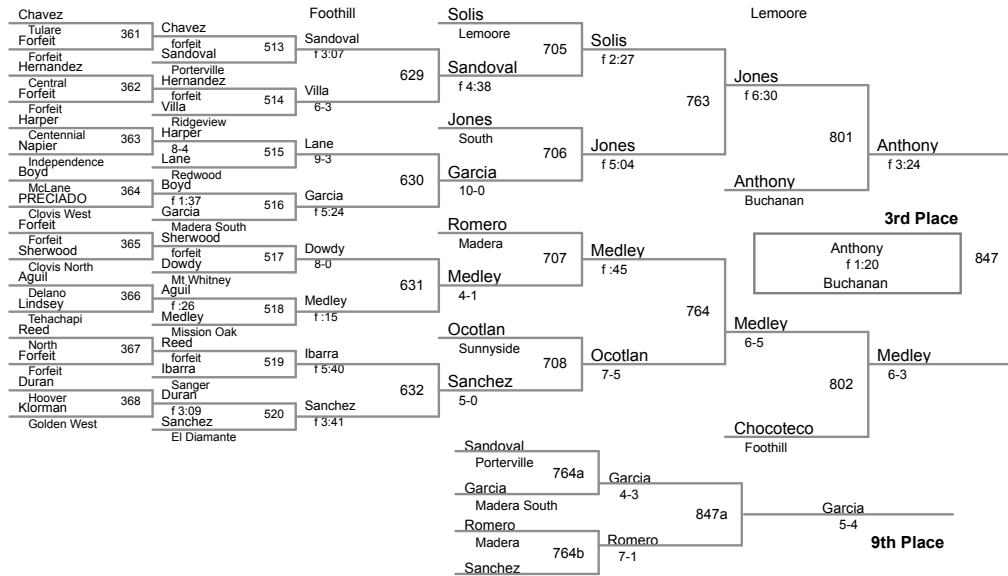 Foothill
Lemoore
Chavez
Tulare
361
Forfeit
Forfeit
Hernandez
Central
362
Forfeit
Forfeit
Harper
Centennial
363
Napier
Independence
Boyd
McLane
364
PRECIADO
Clovis West
Forfeit
Forfeit
365
Sherwood
Clovis North
Aguil
Delano
366
Lindsey
Tehachapi
Reed
North
367
Forfeit
Forfeit
Duran
Hoover
368
Klorman
Golden West
Chavez
forfeit
513
Sandoval
Porterville
Hernandez
forfeit
514
Villa
Ridgeview
Harper
8-4
515
Lane
Redwood
Boyd
f 1:37
516
Garcia
Madera South
Sherwood
forfeit
517
Dowdy
Mt Whitney
Aguil
f :26
518
Medley
Mission Oak
Reed
forfeit
519
Ibarra
Sanger
Duran
f 3:09
520
Sanchez
El Diamante
Sandoval
f 3:07
629
Villa
6-3
Lane
9-3
630
Garcia
f 5:24
Dowdy
8-0
631
Medley
f :15
Ibarra
f 5:40
632
Sanchez
f 3:41
Solis
Lemoore
705
Sandoval
f 4:38
Jones
South
706
Garcia
10-0
Romero
Madera
707
Medley
4-1
Ocotlan
Sunnyside
708
Sanchez
5-0
Solis
f 2:27
763
Jones
f 5:04
Medley
f :45
764
Ocotlan
7-5
Jones
f 6:30
801
Anthony
Buchanan
Medley
6-5
802
Chocoteco
Foothill
Anthony
f 3:24
3rd Place
Anthony
847
f 1:20
Buchanan
Medley
6-3
Sandoval
Porterville
764a
Garcia
Madera South
Romero
Madera
764b
Sanchez
Garcia
4-3
847a
Romero
7-1
Garcia
5-4
9th Place